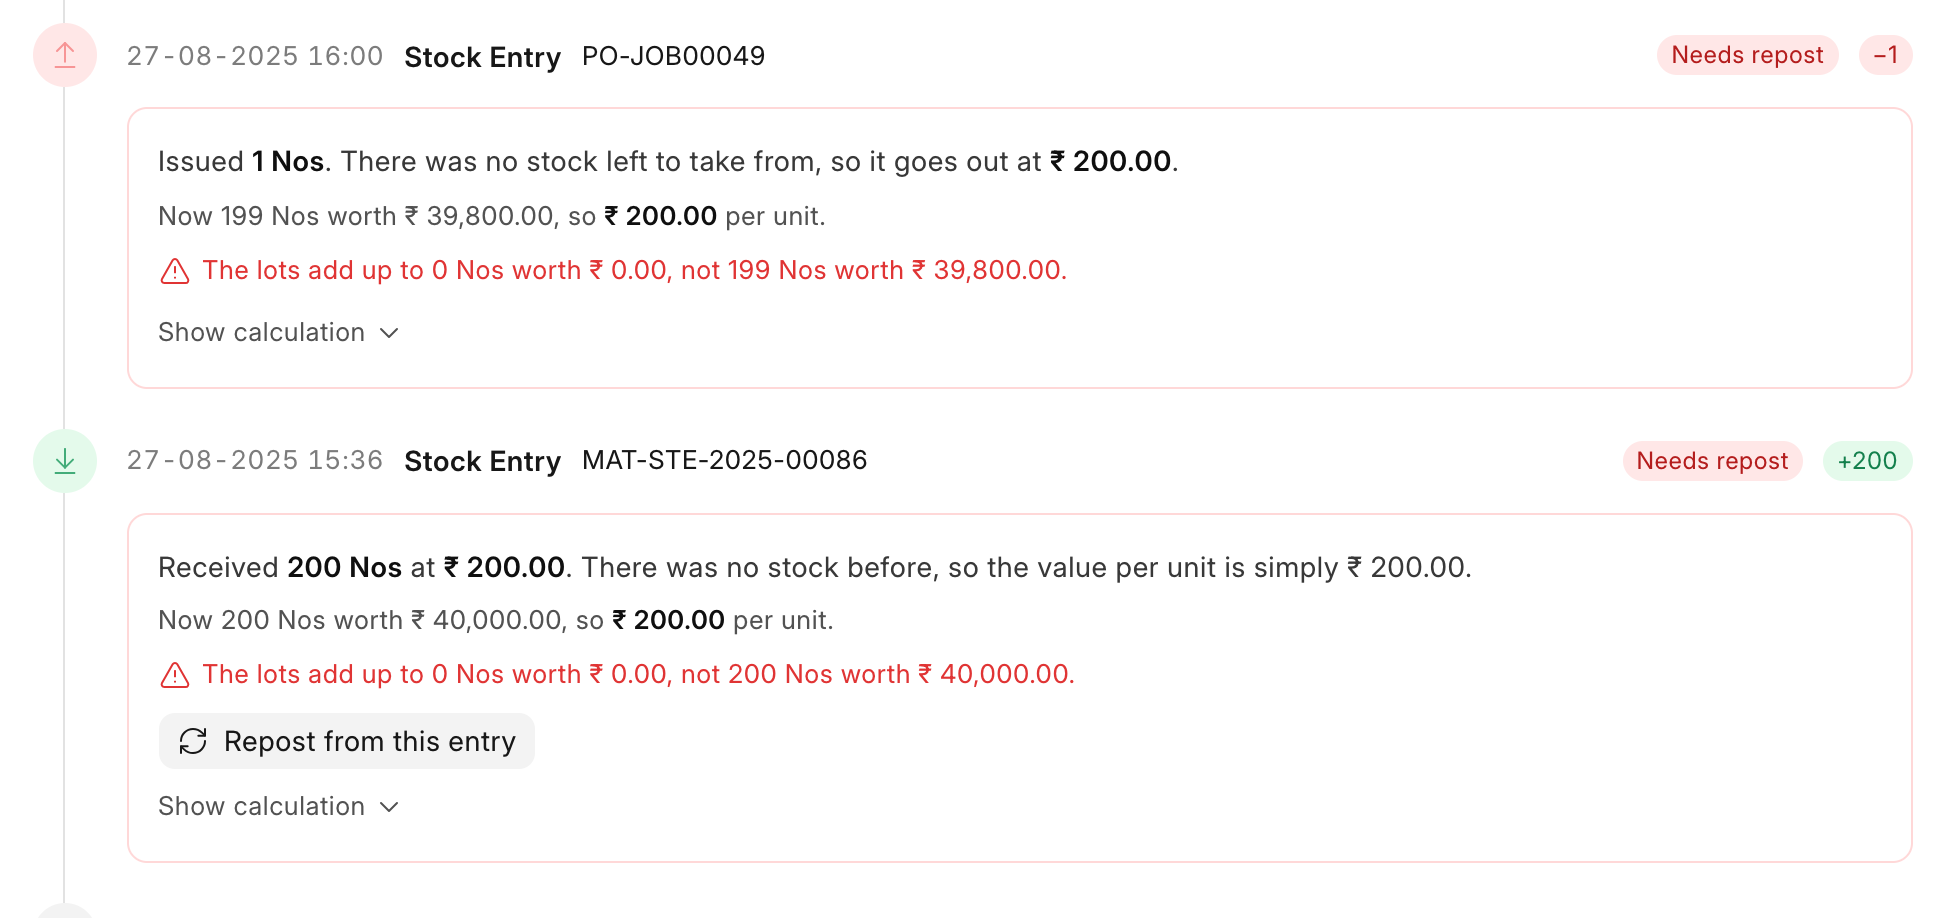 27-08-2025 16:00 Stock Entry PO-JOB00049 Needs repost −1
Issued 1 Nos. There was no stock left to take from, so it goes out at ₹ 200.00.
Now 199 Nos worth ₹ 39,800.00, so ₹ 200.00 per unit.
The lots add up to 0 Nos worth ₹ 0.00, not 199 Nos worth ₹ 39,800.00.
Show calculation
27-08-2025 15:36 Stock Entry MAT-STE-2025-00086 Needs repost +200
Received 200 Nos at ₹ 200.00. There was no stock before, so the value per unit is simply ₹ 200.00.
Now 200 Nos worth ₹ 40,000.00, so ₹ 200.00 per unit.
The lots add up to 0 Nos worth ₹ 0.00, not 200 Nos worth ₹ 40,000.00.
Repost from this entry
Show calculation